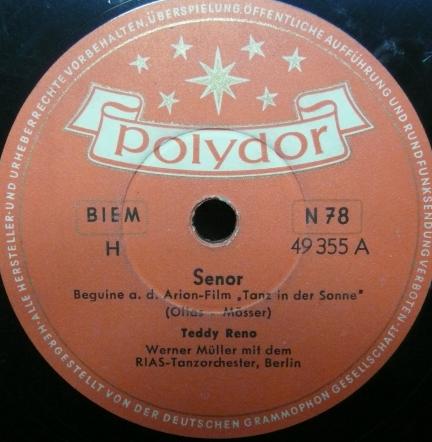 ALLE HERSTELLER- UND URHEBERRECHTE VORBEHALTEN, ÜBERSPIELUNG, ÖFFENTLICHE AUFFÜHRUNG UND RUNDFUNKSENDUNG VERBOTEN
polydor
BIEM
N 78
H
49 355 A
Senor
Beguine a. d. Arion-Film „Tanz in der Sonne"
(Olias - Mösser)
Teddy Reno
Werner Müller mit dem
RIAS-Tanzorchester, Berlin
HERGESTELLT VON DER DEUTSCHEN GRAMMOPHON GESELLSCHAFT